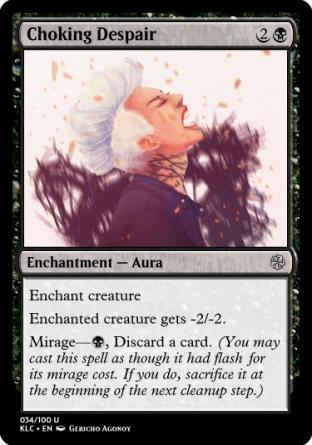 Choking Despair 2
Enchantment — Aura
Enchant creature
Enchanted creature gets -2/-2.
Mirage—, Discard a card. (You may
cast this spell as though it had flash for
its mirage cost. If you do, sacrifice it at
the beginning of the next cleanup step.)
034/100 U
KLC • EN Gericho Agonoy